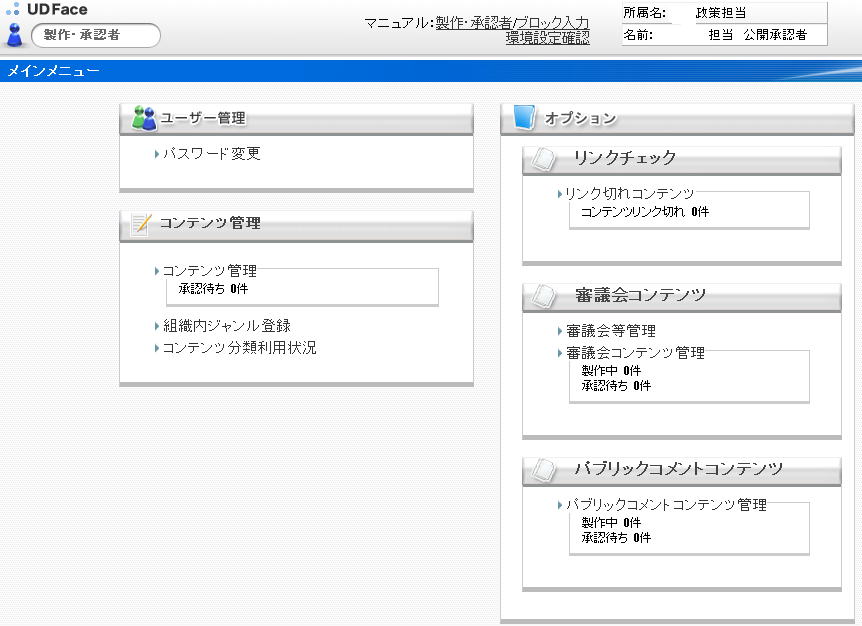 UDFace
製作・承認者
マニュアル：製作・承認者/ブロック入力
環境設定確認
所属名： 政策担当
名前： 担当 公開承認者
メインメニュー
ユーザー管理
パスワード変更
コンテンツ管理
コンテンツ管理
承認待ち 0件
組織内ジャンル登録
コンテンツ分類利用状況
オプション
リンクチェック
リンク切れコンテンツ
コンテンツリンク切れ 0件
審議会コンテンツ
審議会等管理
審議会コンテンツ管理
製作中 0件
承認待ち 0件
パブリックコメントコンテンツ
パブリックコメントコンテンツ管理
製作中 0件
承認待ち 0件